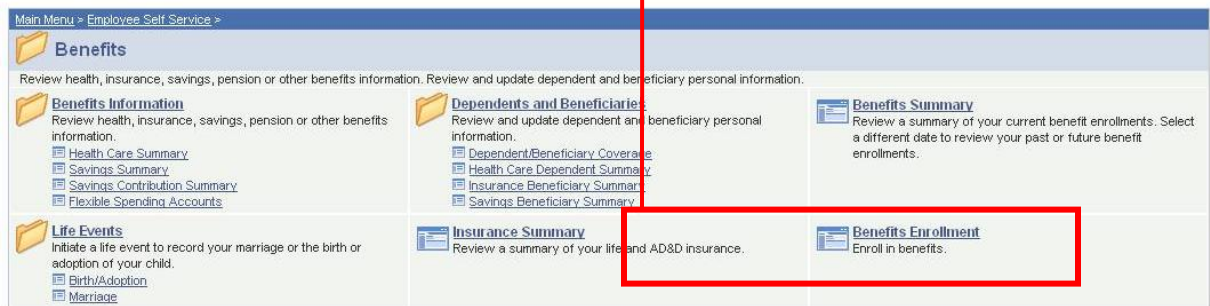 Main Menu > Employee Self Service >
Benefits
Review health, insurance, savings, pension or other benefits information. Review and update dependent and beneficiary personal information.
Benefits Information
Review health, insurance, savings, pension or other benefits
information.
Health Care Summary
Savings Summary
Savings Contribution Summary
Flexible Spending Accounts
Dependents and Beneficiaries
Review and update dependent and beneficiary personal
information.
Dependent/Beneficiary Coverage
Health Care Dependent Summary
Insurance Beneficiary Summary
Savings Beneficiary Summary
Benefits Summary
Review a summary of your current benefit enrollments. Select
a different date to review your past or future benefit
enrollments.
Life Events
Initiate a life event to record your marriage or the birth or
adoption of your child.
Birth/Adoption
Marriage
Insurance Summary
Review a summary of your life and AD&D insurance.
Benefits Enrollment
Enroll in benefits.